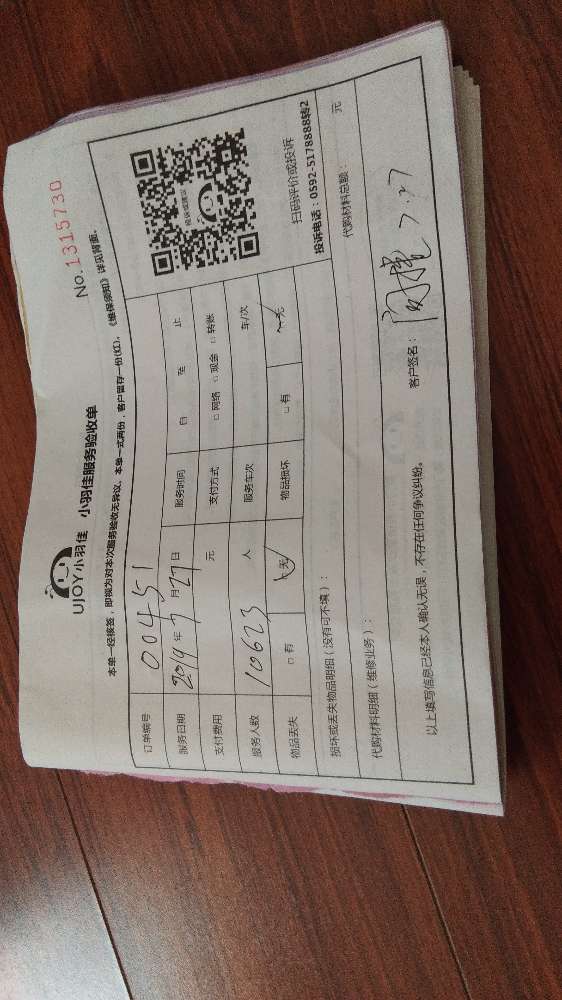 UJOY小羽佳 小羽佳服务验收单
No.1315730
本单一经核签，即视为对本次服务验收无异议。本单一式两份，客户留存一份(红)。《维保须知》详见背面。
订单编号 00451
服务日期 2019年7月27日 服务时间 自 至 止
支付费用 元 支付方式 □网络 □现金 □转账
服务人数 10623 人 服务车次 车/次
物品丢失 □有 无 物品损坏 □有 无
投诉或建议
扫码评价或投诉
投诉电话：0592-5178888转2
损坏或丢失物品明细（没有可不填）：
代购材料明细（维修业务）： 代购材料总额： 元
以上填写信息已经本人确认无误，不存在任何争议纠纷。 客户签名： 7.27